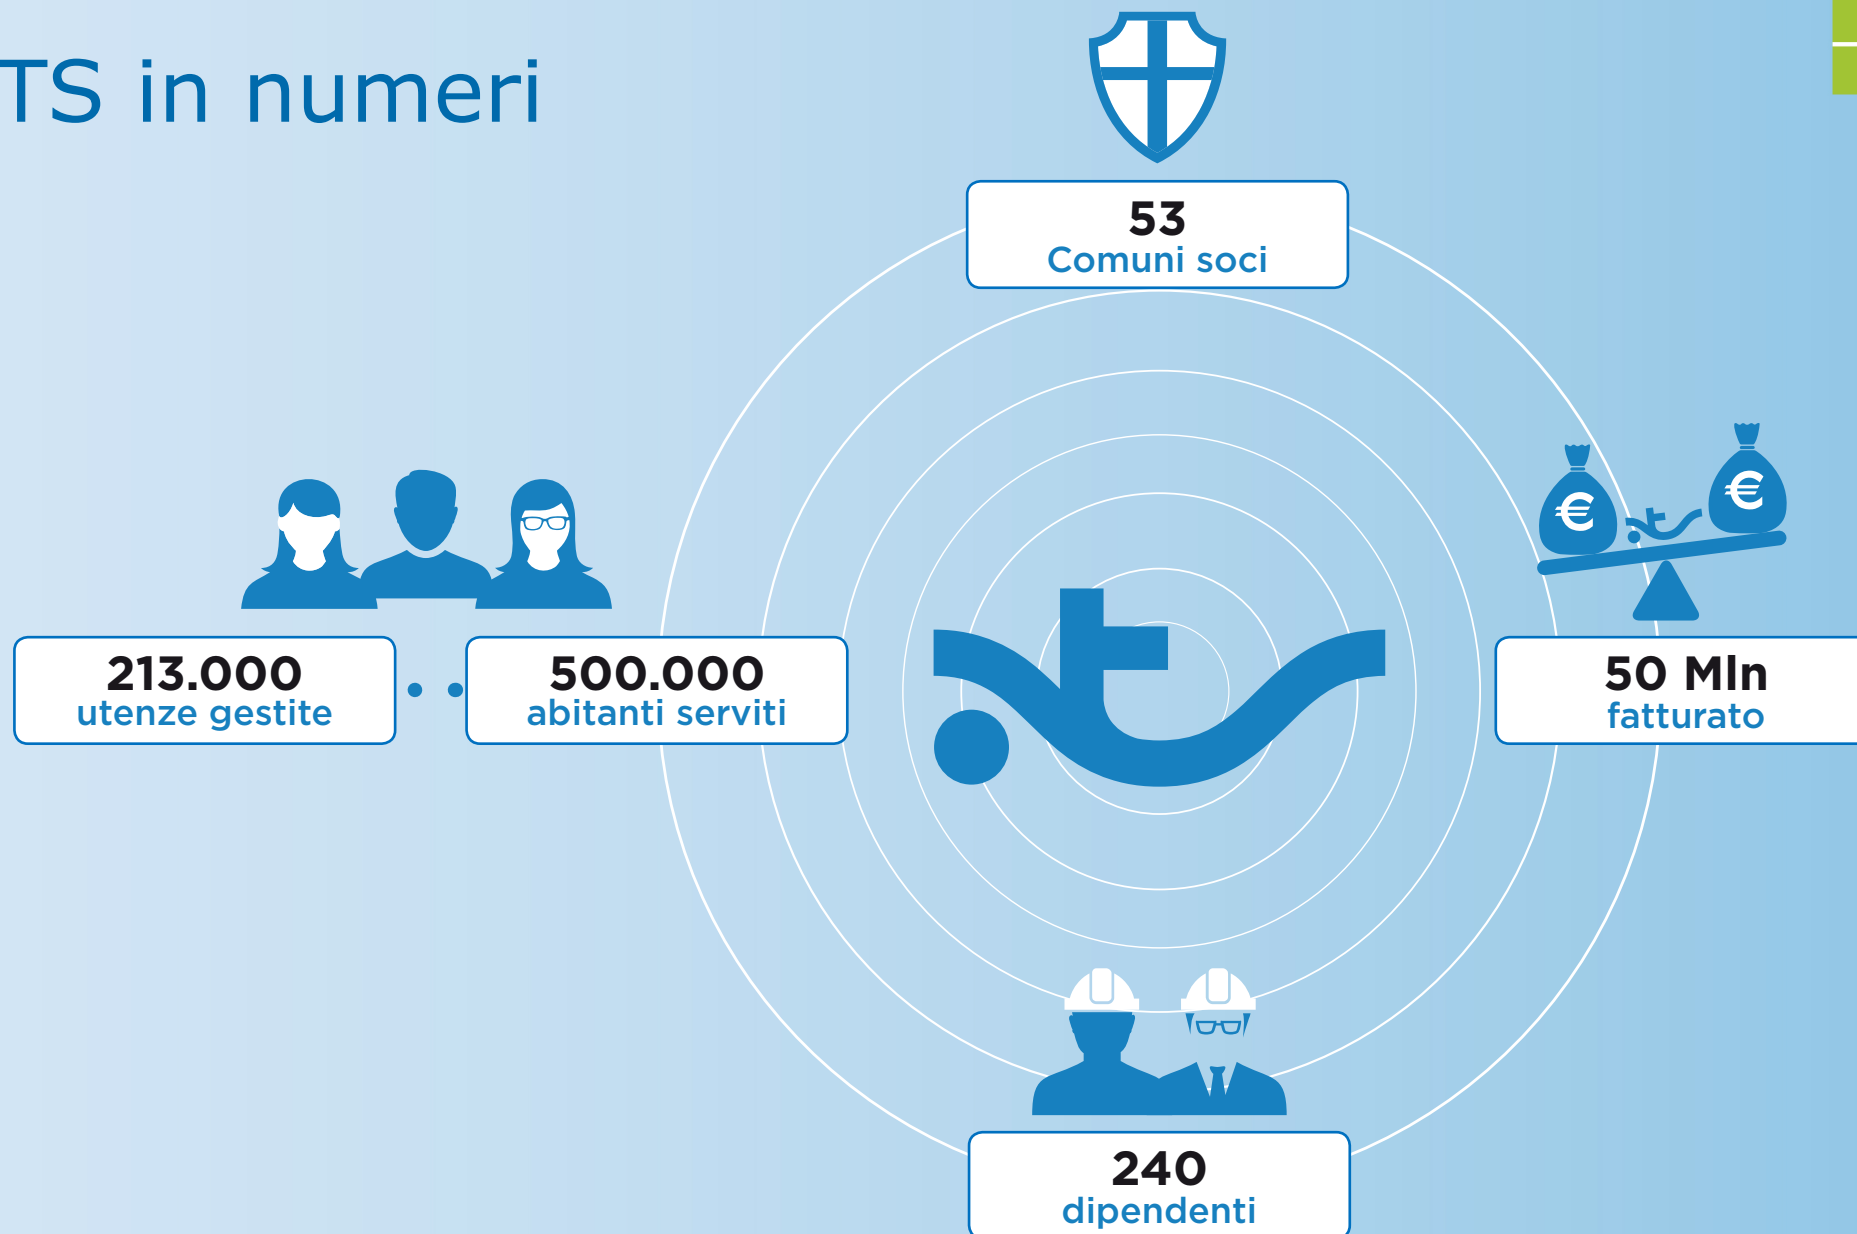 TS in numeri
53
Comuni soci
213.000
utenze gestite
500.000
abitanti serviti
50 Mln
fatturato
240
dipendenti